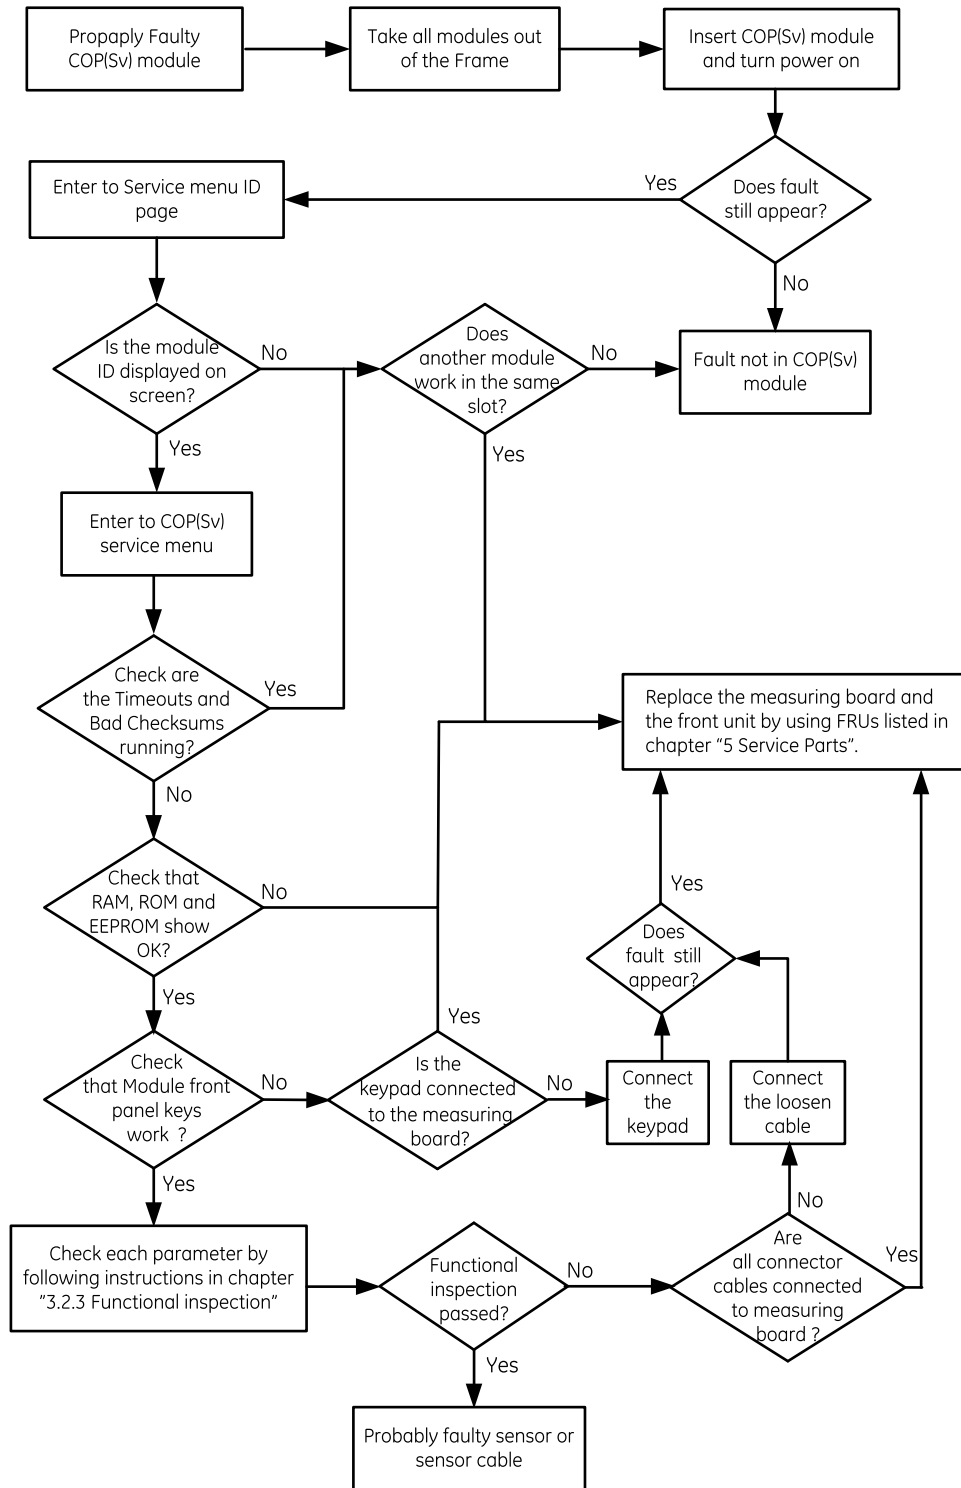 Propaply Faulty
COP(Sv) module
Take all modules out
of the Frame
Insert COP(Sv) module
and turn power on
Does fault
still appear?
Yes
No
Enter to Service menu ID
page
Is the module
ID displayed on
screen?
No
Yes
Does
another module
work in the same
slot?
No
Yes
Fault not in COP(Sv)
module
Enter to COP(Sv)
service menu
Check are
the Timeouts and
Bad Checksums
running?
Yes
No
Replace the measuring board and
the front unit by using FRUs listed in
chapter “5 Service Parts”.
Check that
RAM, ROM and
EEPROM show
OK?
No
Yes
Does
fault still
appear?
Yes
Check
that Module front
panel keys
work ?
No
Yes
Is the
keypad connected
to the measuring
board?
Yes
No
Connect
the
keypad
Connect
the loosen
cable
Check each parameter by
following instructions in chapter
"3.2.3 Functional inspection"
Functional
inspection
passed?
No
Yes
Are
all connector
cables connected
to measuring
board ?
No
Yes
Probably faulty sensor or
sensor cable